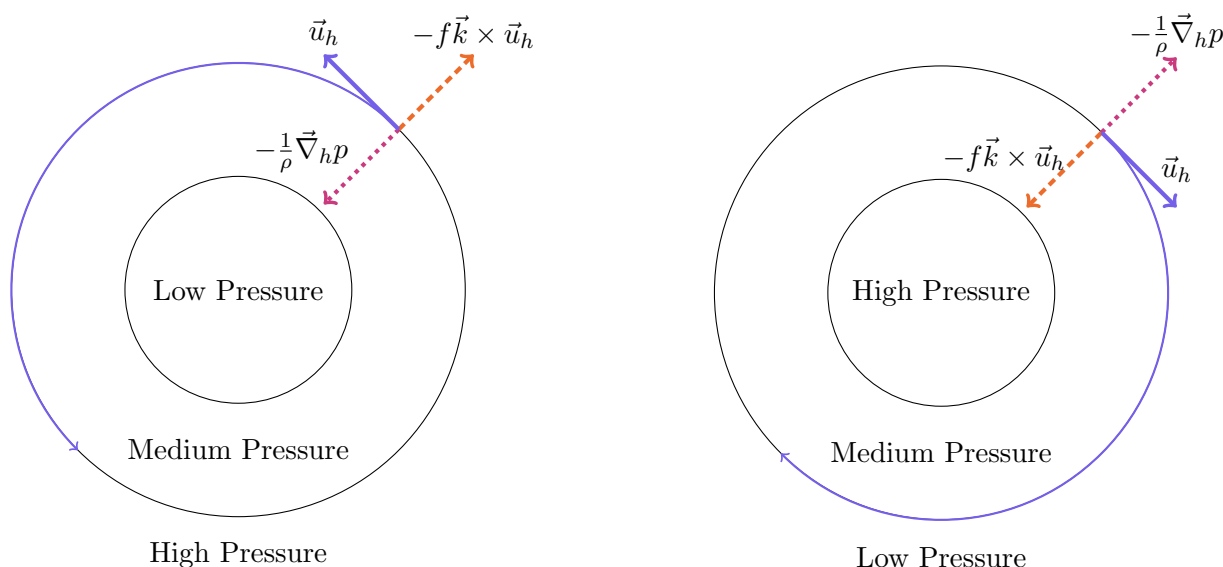 $\vec{u}_h$
$-f\vec{k} \times \vec{u}_h$
$-\frac{1}{\rho}\vec{\nabla}_h p$
Low Pressure
Medium Pressure
High Pressure
$-\frac{1}{\rho}\vec{\nabla}_h p$
$-f\vec{k} \times \vec{u}_h$
$\vec{u}_h$
High Pressure
Medium Pressure
Low Pressure